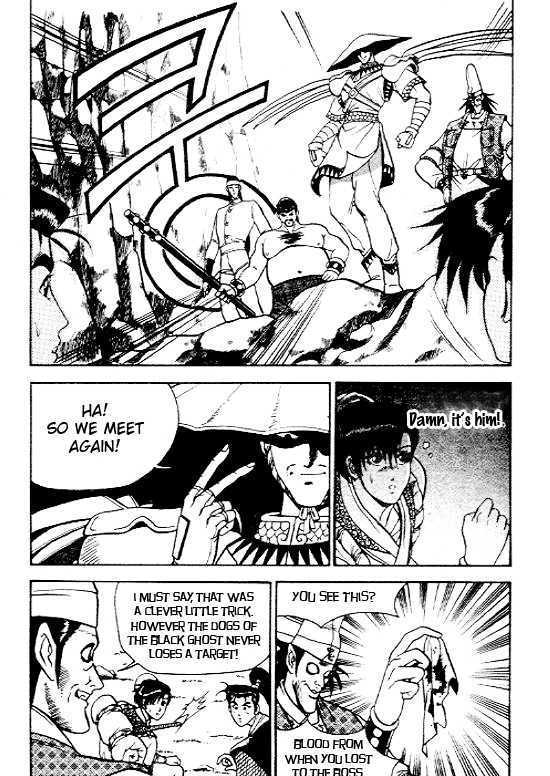 쿠
HA!
SO WE MEET
AGAIN!
Damn, it's him!
I MUST SAY, THAT WAS
A CLEVER LITTLE TRICK.
HOWEVER THE DOGS OF
THE BLACK GHOST NEVER
LOSES A TARGET!
YOU SEE THIS?
BLOOD FROM
WHEN YOU LOST
TO THE BOSS